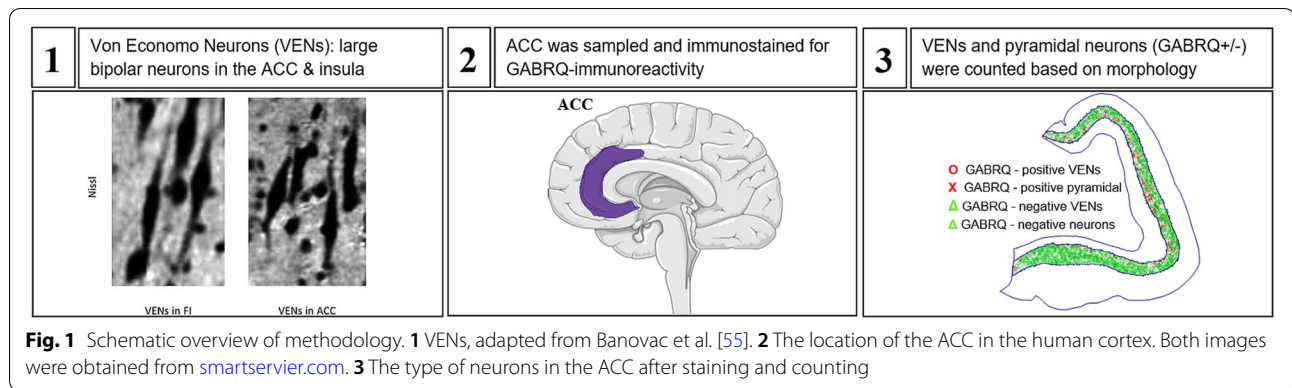 1
Von Economo Neurons (VENs): large
bipolar neurons in the ACC & insula
2
ACC was sampled and immunostained for
GABRQ-immunoreactivity
3
VENs and pyramidal neurons (GABRQ+/-)
were counted based on morphology
Nissl
VENs in FI
VENs in ACC
ACC
O GABRQ - positive VENs
X GABRQ - positive pyramidal
Δ GABRQ - negative VENs
Δ GABRQ - negative neurons
Fig. 1 Schematic overview of methodology. 1 VENs, adapted from Banovac et al. [55]. 2 The location of the ACC in the human cortex. Both images
were obtained from smartservier.com. 3 The type of neurons in the ACC after staining and counting